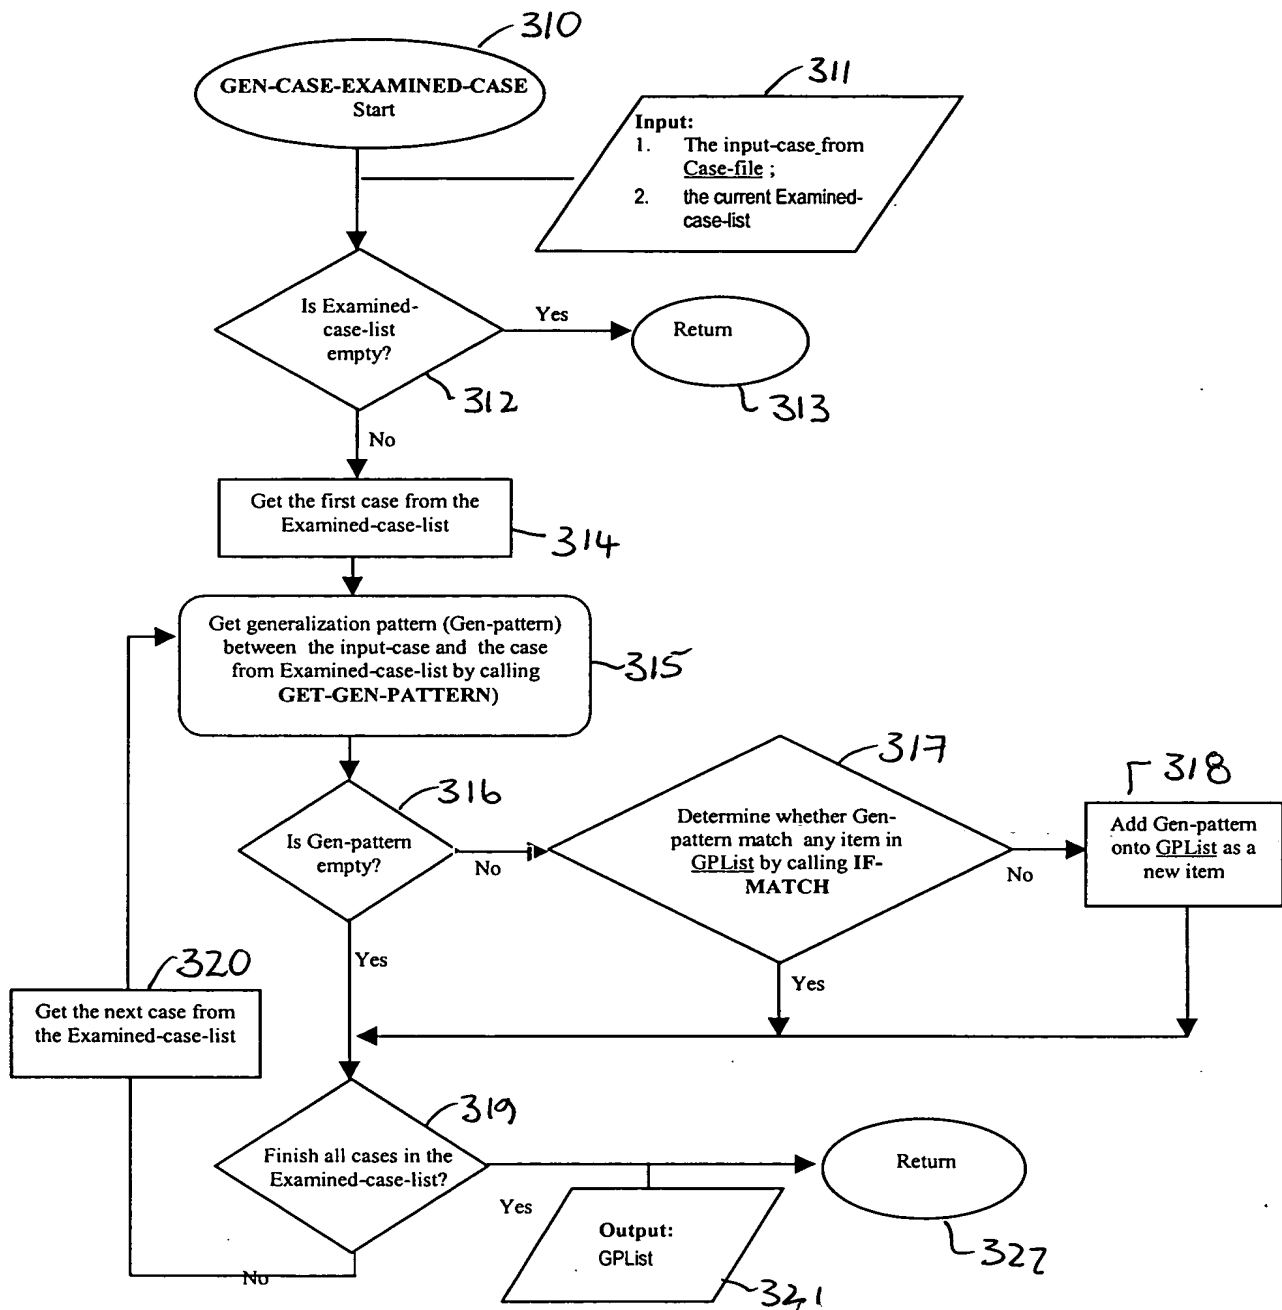 310
GEN-CASE-EXAMINED-CASE
Start
311
Input:
1. The input-case from
Case-file ;
2. the current Examined-
case-list
Is Examined-
case-list
empty?
312
Yes
Return
313
No
Get the first case from the
Examined-case-list
314
Get generalization pattern (Gen-pattern)
between the input-case and the case
from Examined-case-list by calling
GET-GEN-PATTERN)
315
316
Is Gen-pattern
empty?
No
317
Determine whether Gen-
pattern match any item in
GPList by calling IF-
MATCH
No
318
Add Gen-pattern
onto GPList as a
new item
Yes
Yes
320
Get the next case from
the Examined-case-list
319
Finish all cases in the
Examined-case-list?
Yes
Return
322
Output:
GPList
321
No